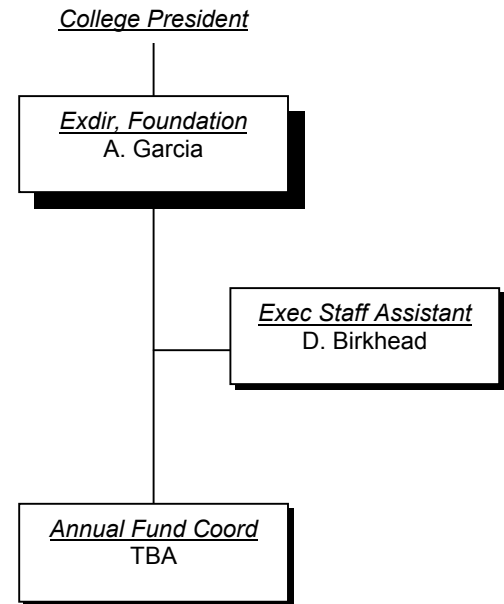 College President
Exdir, Foundation
A. Garcia
Exec Staff Assistant
D. Birkhead
Annual Fund Coord
TBA